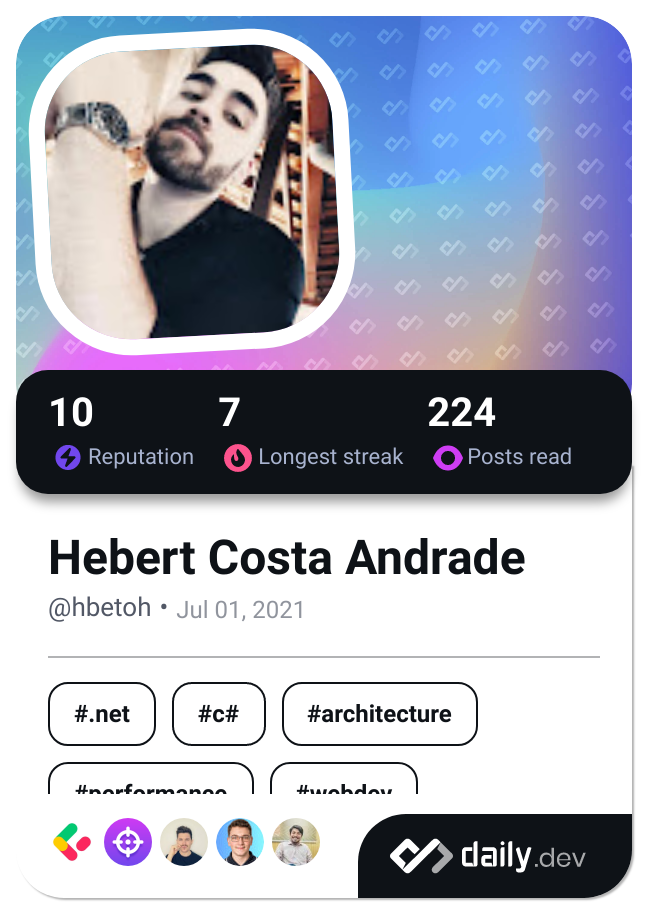 10 7 224
Reputation Longest streak Posts read
Hebert Costa Andrade
@hbetoh • Jul 01, 2021
#.net #c# #architecture
#performance #webdev
daily.dev